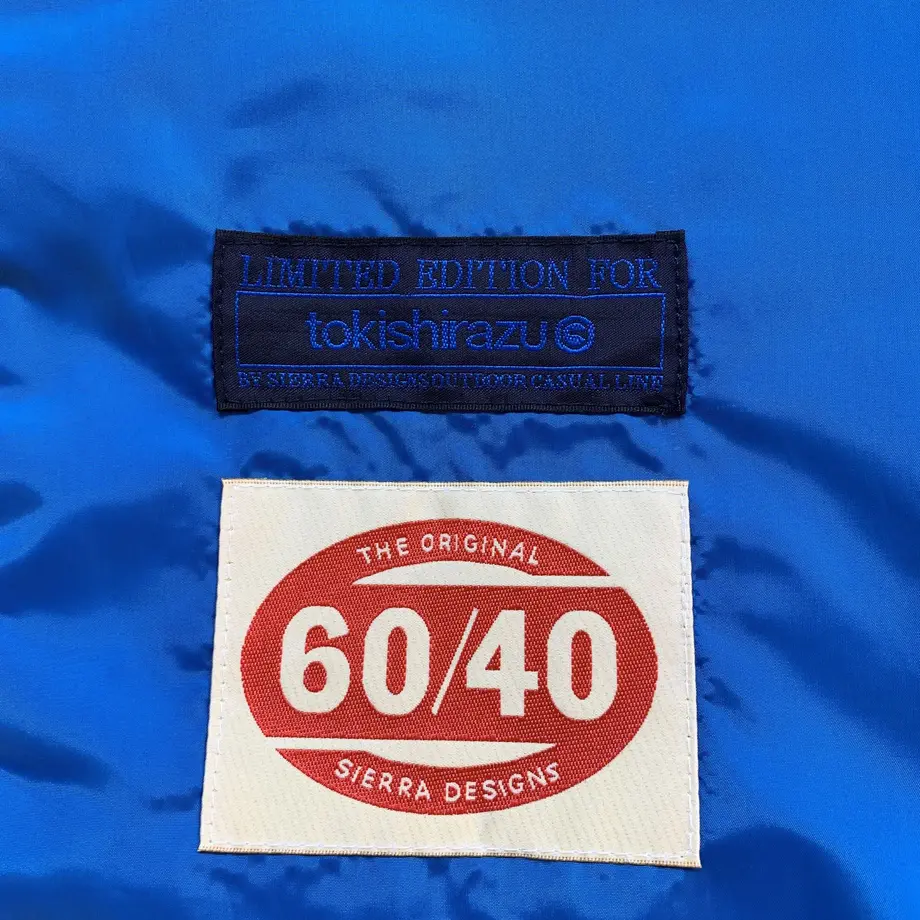 LIMITED EDITION FOR
tokishirazu
BY SIERRA DESIGNS OUTDOOR CASUAL LINE
THE ORIGINAL
60/40
SIERRA DESIGNS